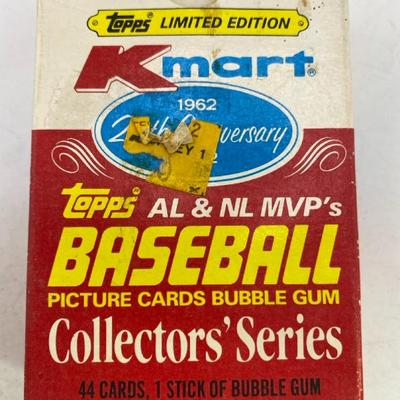 Topps LIMITED EDITION
Kmart®
1962
Topps® AL & NL MVP's
BASEBALL
PICTURE CARDS BUBBLE GUM
Collectors' Series
44 CARDS, 1 STICK OF BUBBLE GUM